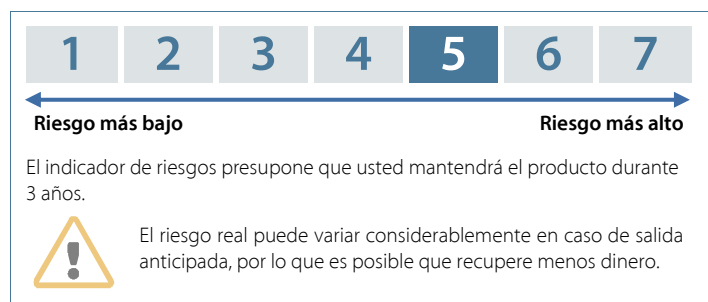 1 2 3 4 5 6 7
Riesgo más bajo Riesgo más alto
El indicador de riesgos presupone que usted mantendrá el producto durante
3 años.
El riesgo real puede variar considerablemente en caso de salida
anticipada, por lo que es posible que recupere menos dinero.